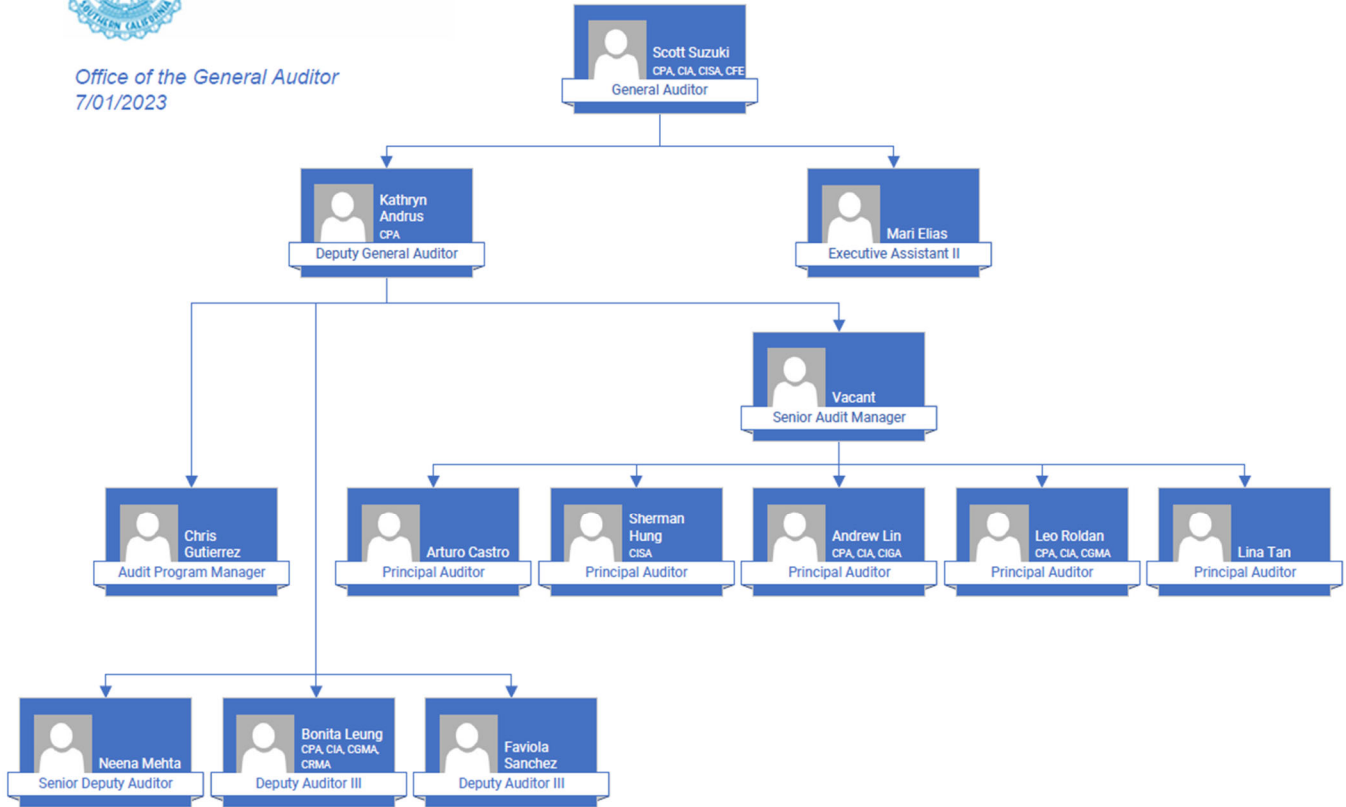 SOUTHERN CALIFORNIA
Office of the General Auditor
7/01/2023
Scott Suzuki
CPA, CIA, CISA, CFE
General Auditor
Kathryn
Andrus
CPA
Deputy General Auditor
Mari Elias
Executive Assistant II
Vacant
Senior Audit Manager
Chris
Gutierrez
Audit Program Manager
Arturo Castro
Principal Auditor
Sherman
Hung
CISA
Principal Auditor
Andrew Lin
CPA, CIA, CIGA
Principal Auditor
Leo Roldan
CPA, CIA, CGMA
Principal Auditor
Lina Tan
Principal Auditor
Neena Mehta
Senior Deputy Auditor
Bonita Leung
CPA, CIA, CGMA,
CRMA
Deputy Auditor III
Faviola
Sanchez
Deputy Auditor III